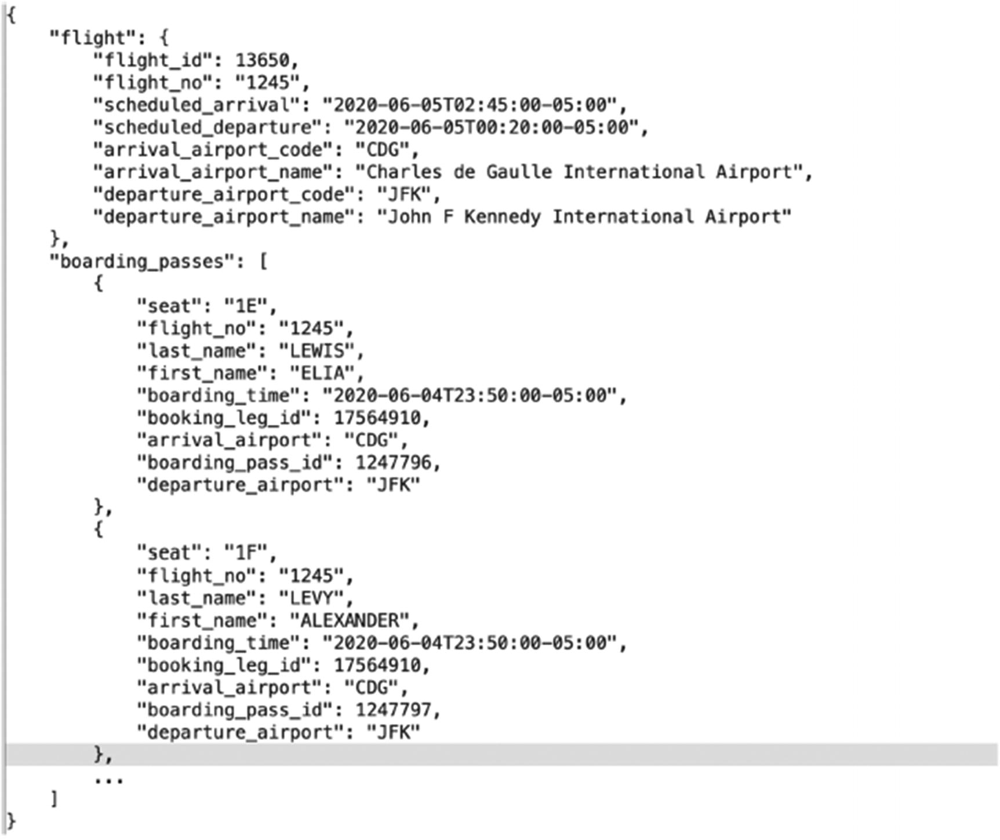 {
    "flight": {
        "flight_id": 13650,
        "flight_no": "1245",
        "scheduled_arrival": "2020-06-05T02:45:00-05:00",
        "scheduled_departure": "2020-06-05T00:20:00-05:00",
        "arrival_airport_code": "CDG",
        "arrival_airport_name": "Charles de Gaulle International Airport",
        "departure_airport_code": "JFK",
        "departure_airport_name": "John F Kennedy International Airport"
    },
    "boarding_passes": [
        {
            "seat": "1E",
            "flight_no": "1245",
            "last_name": "LEWIS",
            "first_name": "ELIA",
            "boarding_time": "2020-06-04T23:50:00-05:00",
            "booking_leg_id": 17564910,
            "arrival_airport": "CDG",
            "boarding_pass_id": 1247796,
            "departure_airport": "JFK"
        },
        {
            "seat": "1F",
            "flight_no": "1245",
            "last_name": "LEVY",
            "first_name": "ALEXANDER",
            "boarding_time": "2020-06-04T23:50:00-05:00",
            "booking_leg_id": 17564910,
            "arrival_airport": "CDG",
            "boarding_pass_id": 1247797,
            "departure_airport": "JFK"
        },
        ...
    ]
}